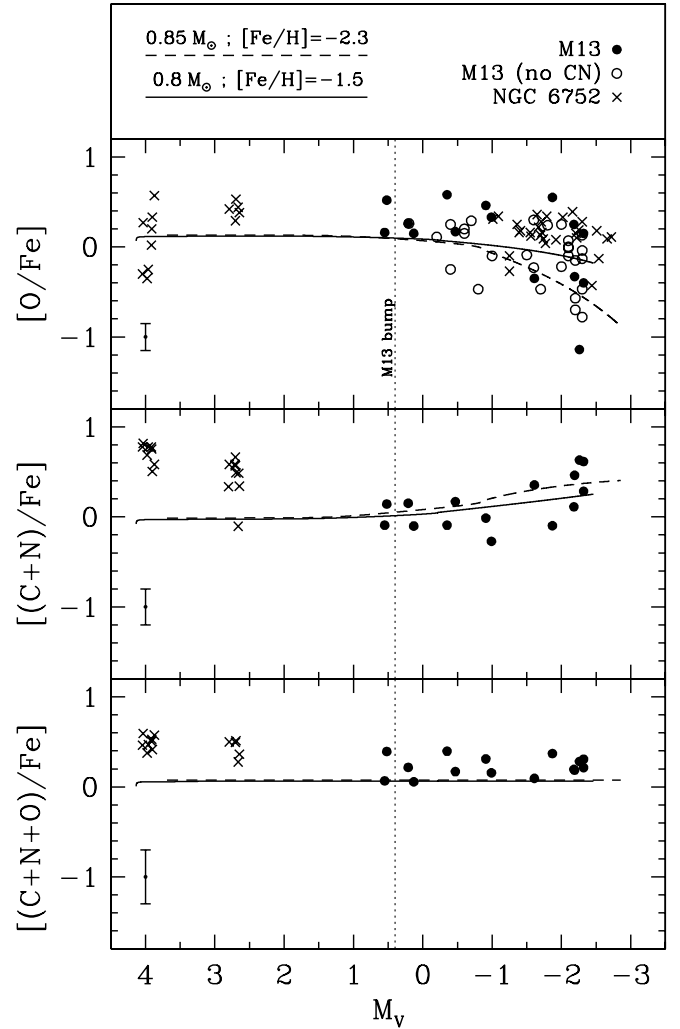 0.85 M⊙ ; [Fe/H]=−2.3
0.8 M⊙ ; [Fe/H]=−1.5
M13
M13 (no CN)
NGC 6752
1
0
−1
[O/Fe]
M13 bump
1
0
−1
[(C+N)/Fe]
1
0
−1
[(C+N+O)/Fe]
4 3 2 1 0 −1 −2 −3
MV